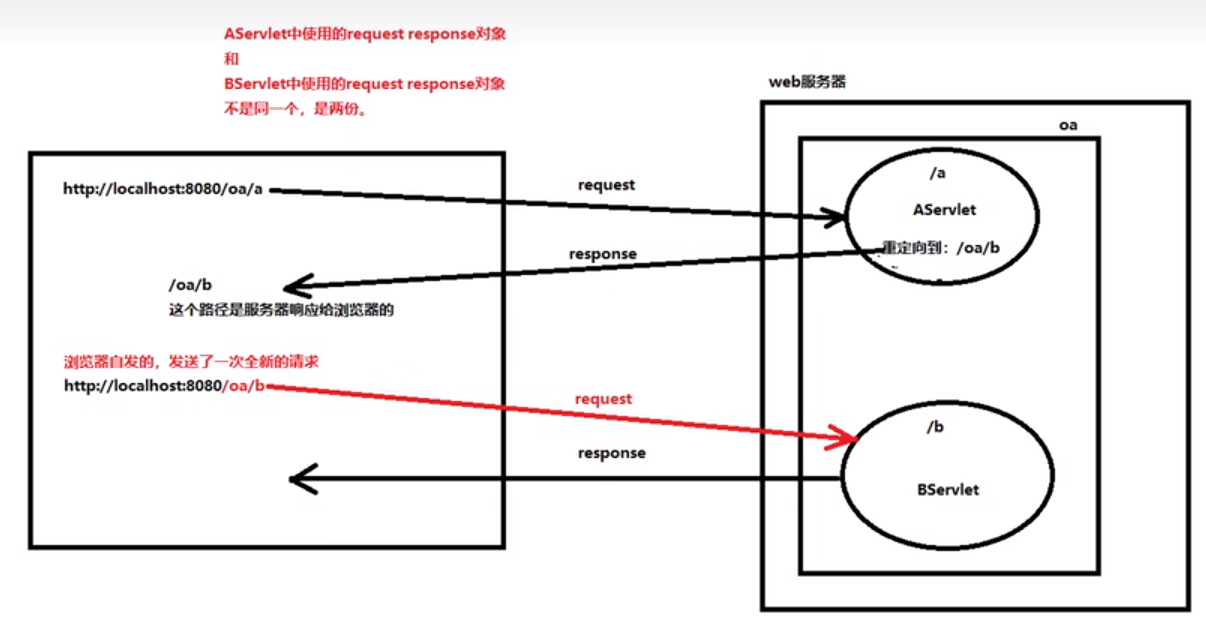 AServlet中使用的request response对象
和
BServlet中使用的request response对象
不是同一个，是两份。
web服务器
oa
http://localhost:8080/oa/a
request
/a
AServlet
重定向到：/oa/b
response
/oa/b
这个路径是服务器响应给浏览器的
浏览器自发的，发送了一次全新的请求
http://localhost:8080/oa/b
request
/b
response
BServlet